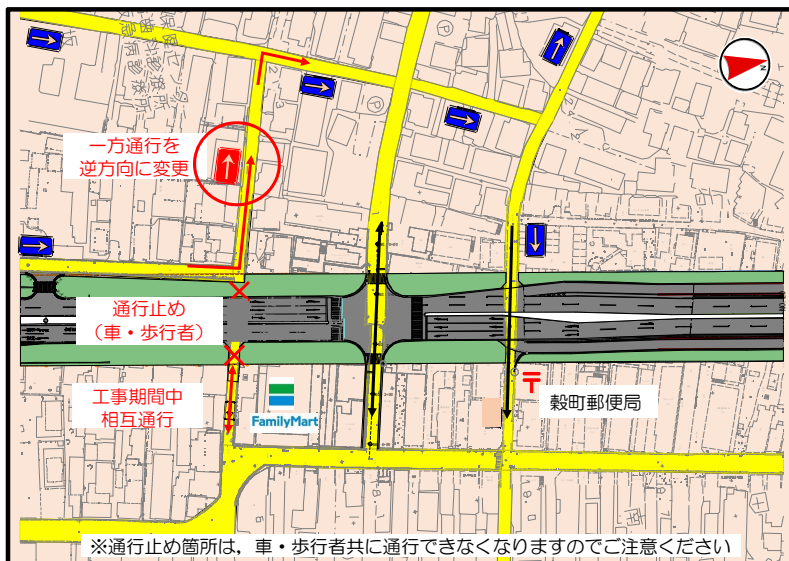 一方通行を
逆方向に変更
N
通行止め
(車・歩行者)
工事期間中
相互通行
FamilyMart
〒
穀町郵便局
※通行止め箇所は，車・歩行者共に通行できなくなりますのでご注意ください